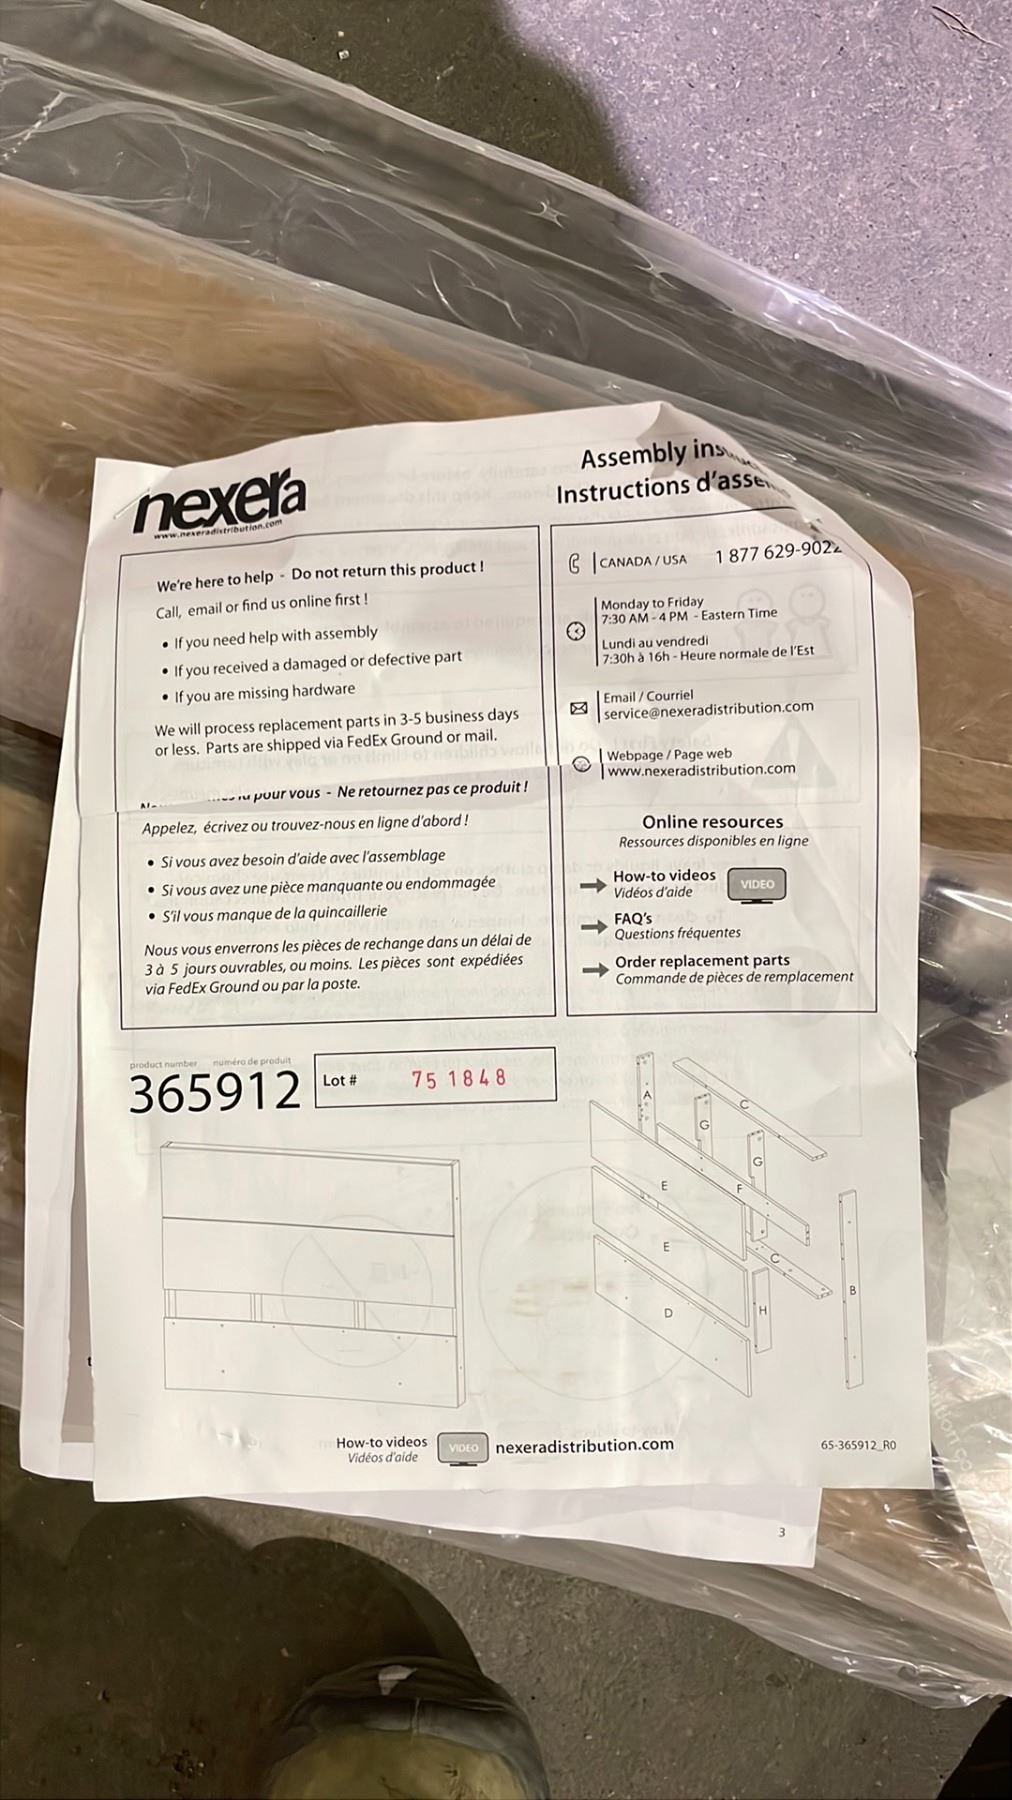 nexera
www.nexeradistribution.com
Assembly
Instructions
We're here to help - Do not return this product !
Call, email or find us online first !
• If you need help with assembly
• If you received a damaged or defective part
• If you are missing hardware
We will process replacement parts in 3-5 business days
or less. Parts are shipped via FedEx Ground or mail.
pour vous - Ne retournez pas ce produit !
Appelez, écrivez ou trouvez-nous en ligne d'abord !
• Si vous avez besoin d'aide avec l'assemblage
• Si vous avez une pièce manquante ou endommagée
• S'il vous manque de la quincaillerie
Nous vous enverrons les pièces de rechange dans un délai de
3 à 5 jours ouvrables, ou moins. Les pièces sont expédiées
via FedEx Ground ou par la poste.
CANADA / USA 1 877 629-9022
Monday to Friday
7:30 AM - 4 PM - Eastern Time
Lundi au vendredi
7:30h à 16h - Heure normale de l'Est
Email / Courriel
service@nexeradistribution.com
Webpage / Page web
www.nexeradistribution.com
Online resources
Ressources disponibles en ligne
How-to videos
Vidéos d'aide
VIDEO
FAQ's
Questions fréquentes
Order replacement parts
Commande de pièces de remplacement
product number numéro de produit
365912
Lot # 75 1848
A
C
G
G
E
F
E
C
B
D
H
How-to videos
Vidéos d'aide
VIDEO
nexeradistribution.com
65-365912_R0
3